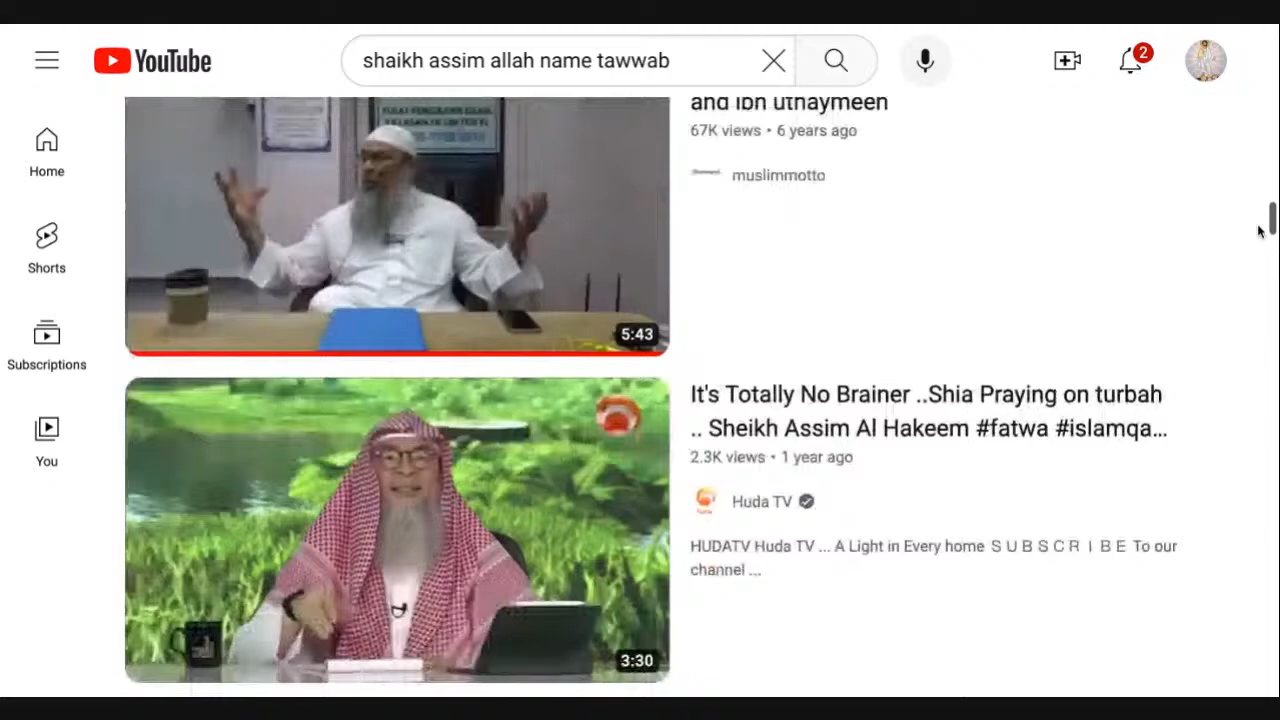 YouTube
shaikh assim allah name tawwab
2
and ibn uthaymeen
67K views • 6 years ago
muslimmotto
Home
Shorts
Subscriptions
You
5:43
It's Totally No Brainer ..Shia Praying on turbah
.. Sheikh Assim Al Hakeem #fatwa #islamqa...
2.3K views • 1 year ago
Huda TV
HUDATV Huda TV ... A Light in Every home S U B S C R I B E To our
channel ...
3:30